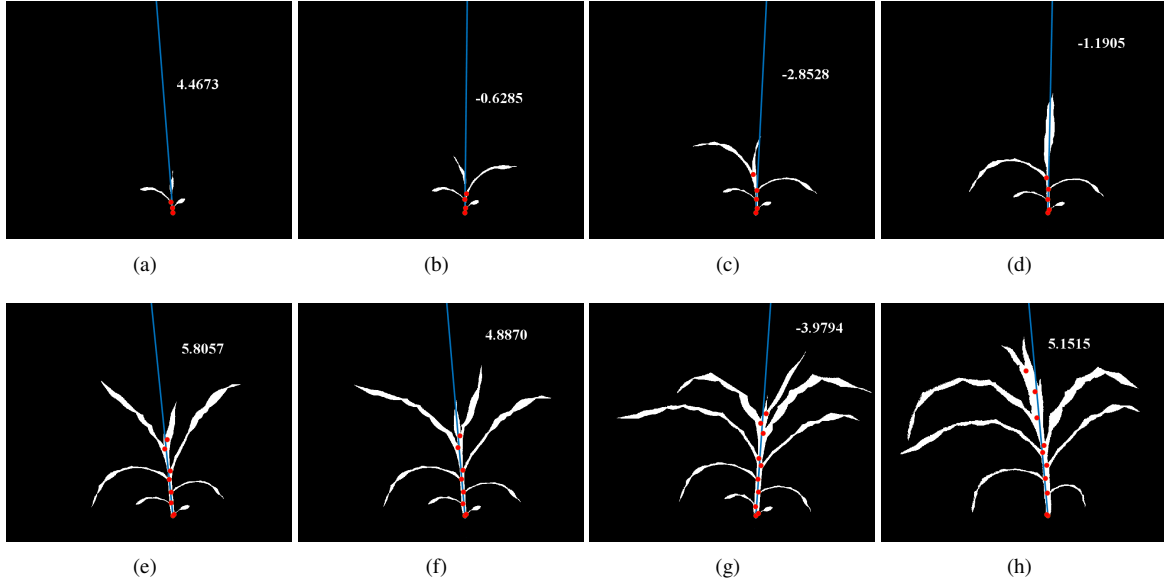 4.4673
-0.6285
-2.8528
-1.1905
(a)
(b)
(c)
(d)
5.8057
4.8870
-3.9794
5.1515
(e)
(f)
(g)
(h)